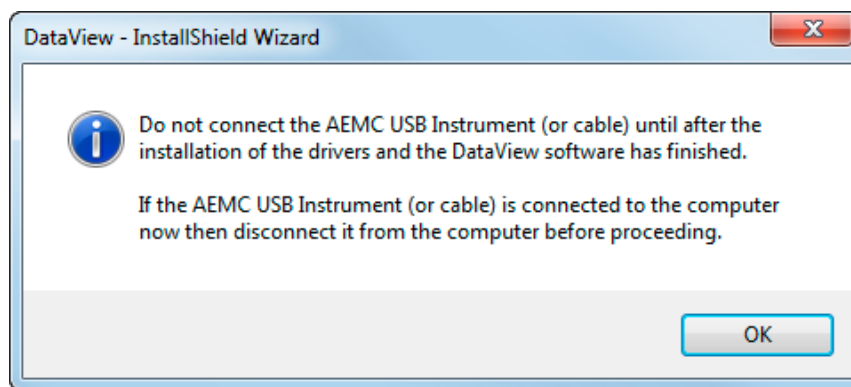 DataView - InstallShield Wizard
Do not connect the AEMC USB Instrument (or cable) until after the
installation of the drivers and the DataView software has finished.
If the AEMC USB Instrument (or cable) is connected to the computer
now then disconnect it from the computer before proceeding.
OK